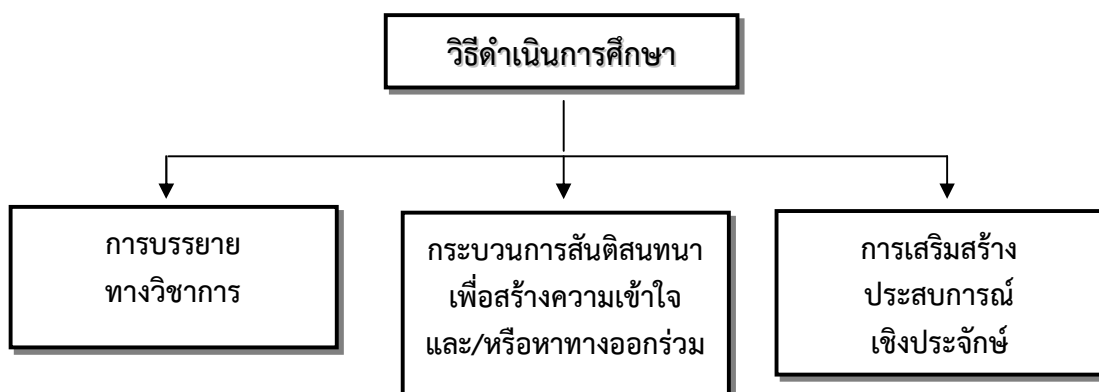 วิธีดำเนินการศึกษา
การบรรยาย
ทางวิชาการ
กระบวนการสันติสนทนา
เพื่อสร้างความเข้าใจ
และ/หรือหาทางออกร่วม
การเสริมสร้าง
ประสบการณ์
เชิงประจักษ์